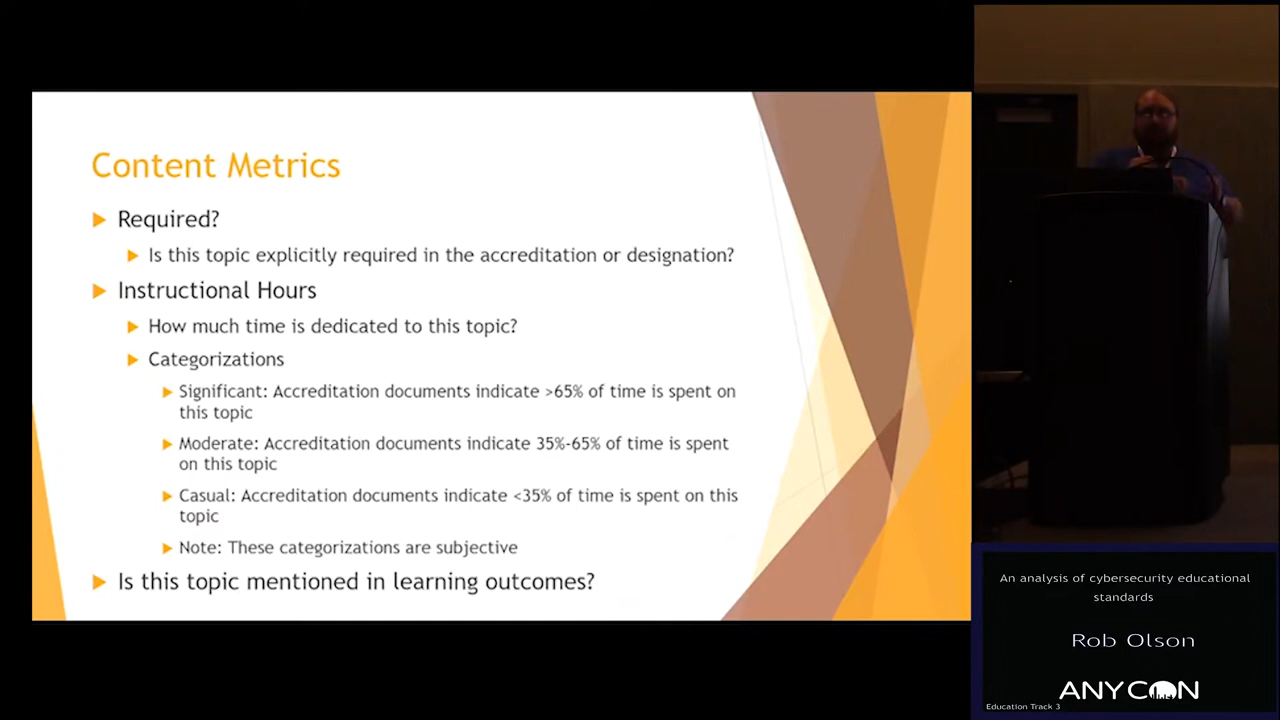 Content Metrics
Required?
Is this topic explicitly required in the accreditation or designation?
Instructional Hours
How much time is dedicated to this topic?
Categorizations
Significant: Accreditation documents indicate >65% of time is spent on
this topic
Moderate: Accreditation documents indicate 35%-65% of time is spent
on this topic
Casual: Accreditation documents indicate <35% of time is spent on this
topic
Note: These categorizations are subjective
Is this topic mentioned in learning outcomes?
An analysis of cybersecurity educational
standards
Rob Olson
ANYCON
Education Track 3